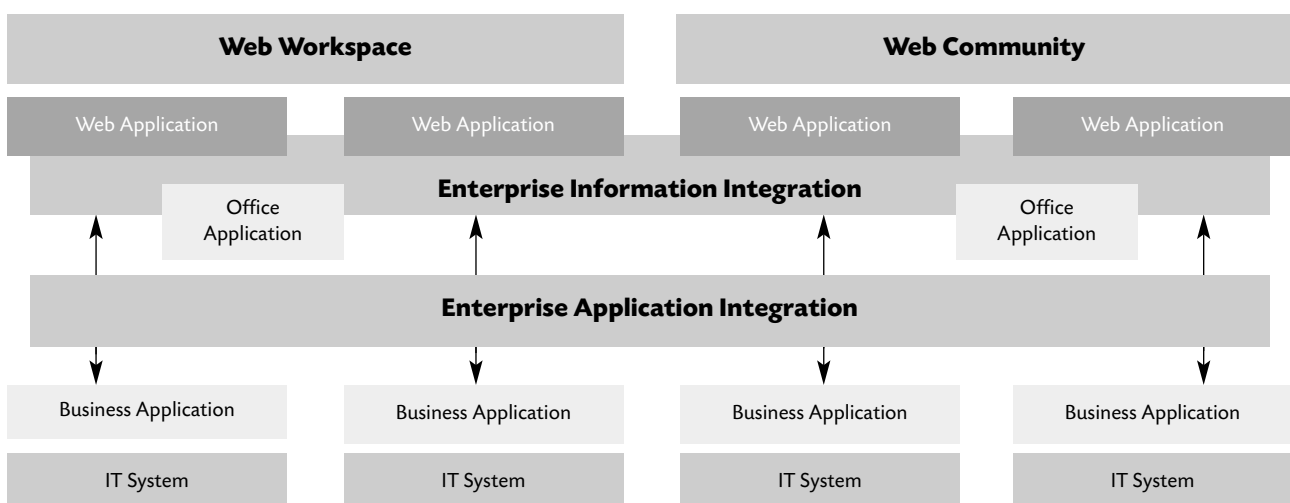 Web Workspace
Web Community
Web Application
Web Application
Web Application
Web Application
Enterprise Information Integration
Office
Application
Office
Application
Enterprise Application Integration
Business Application
Business Application
Business Application
Business Application
IT System
IT System
IT System
IT System